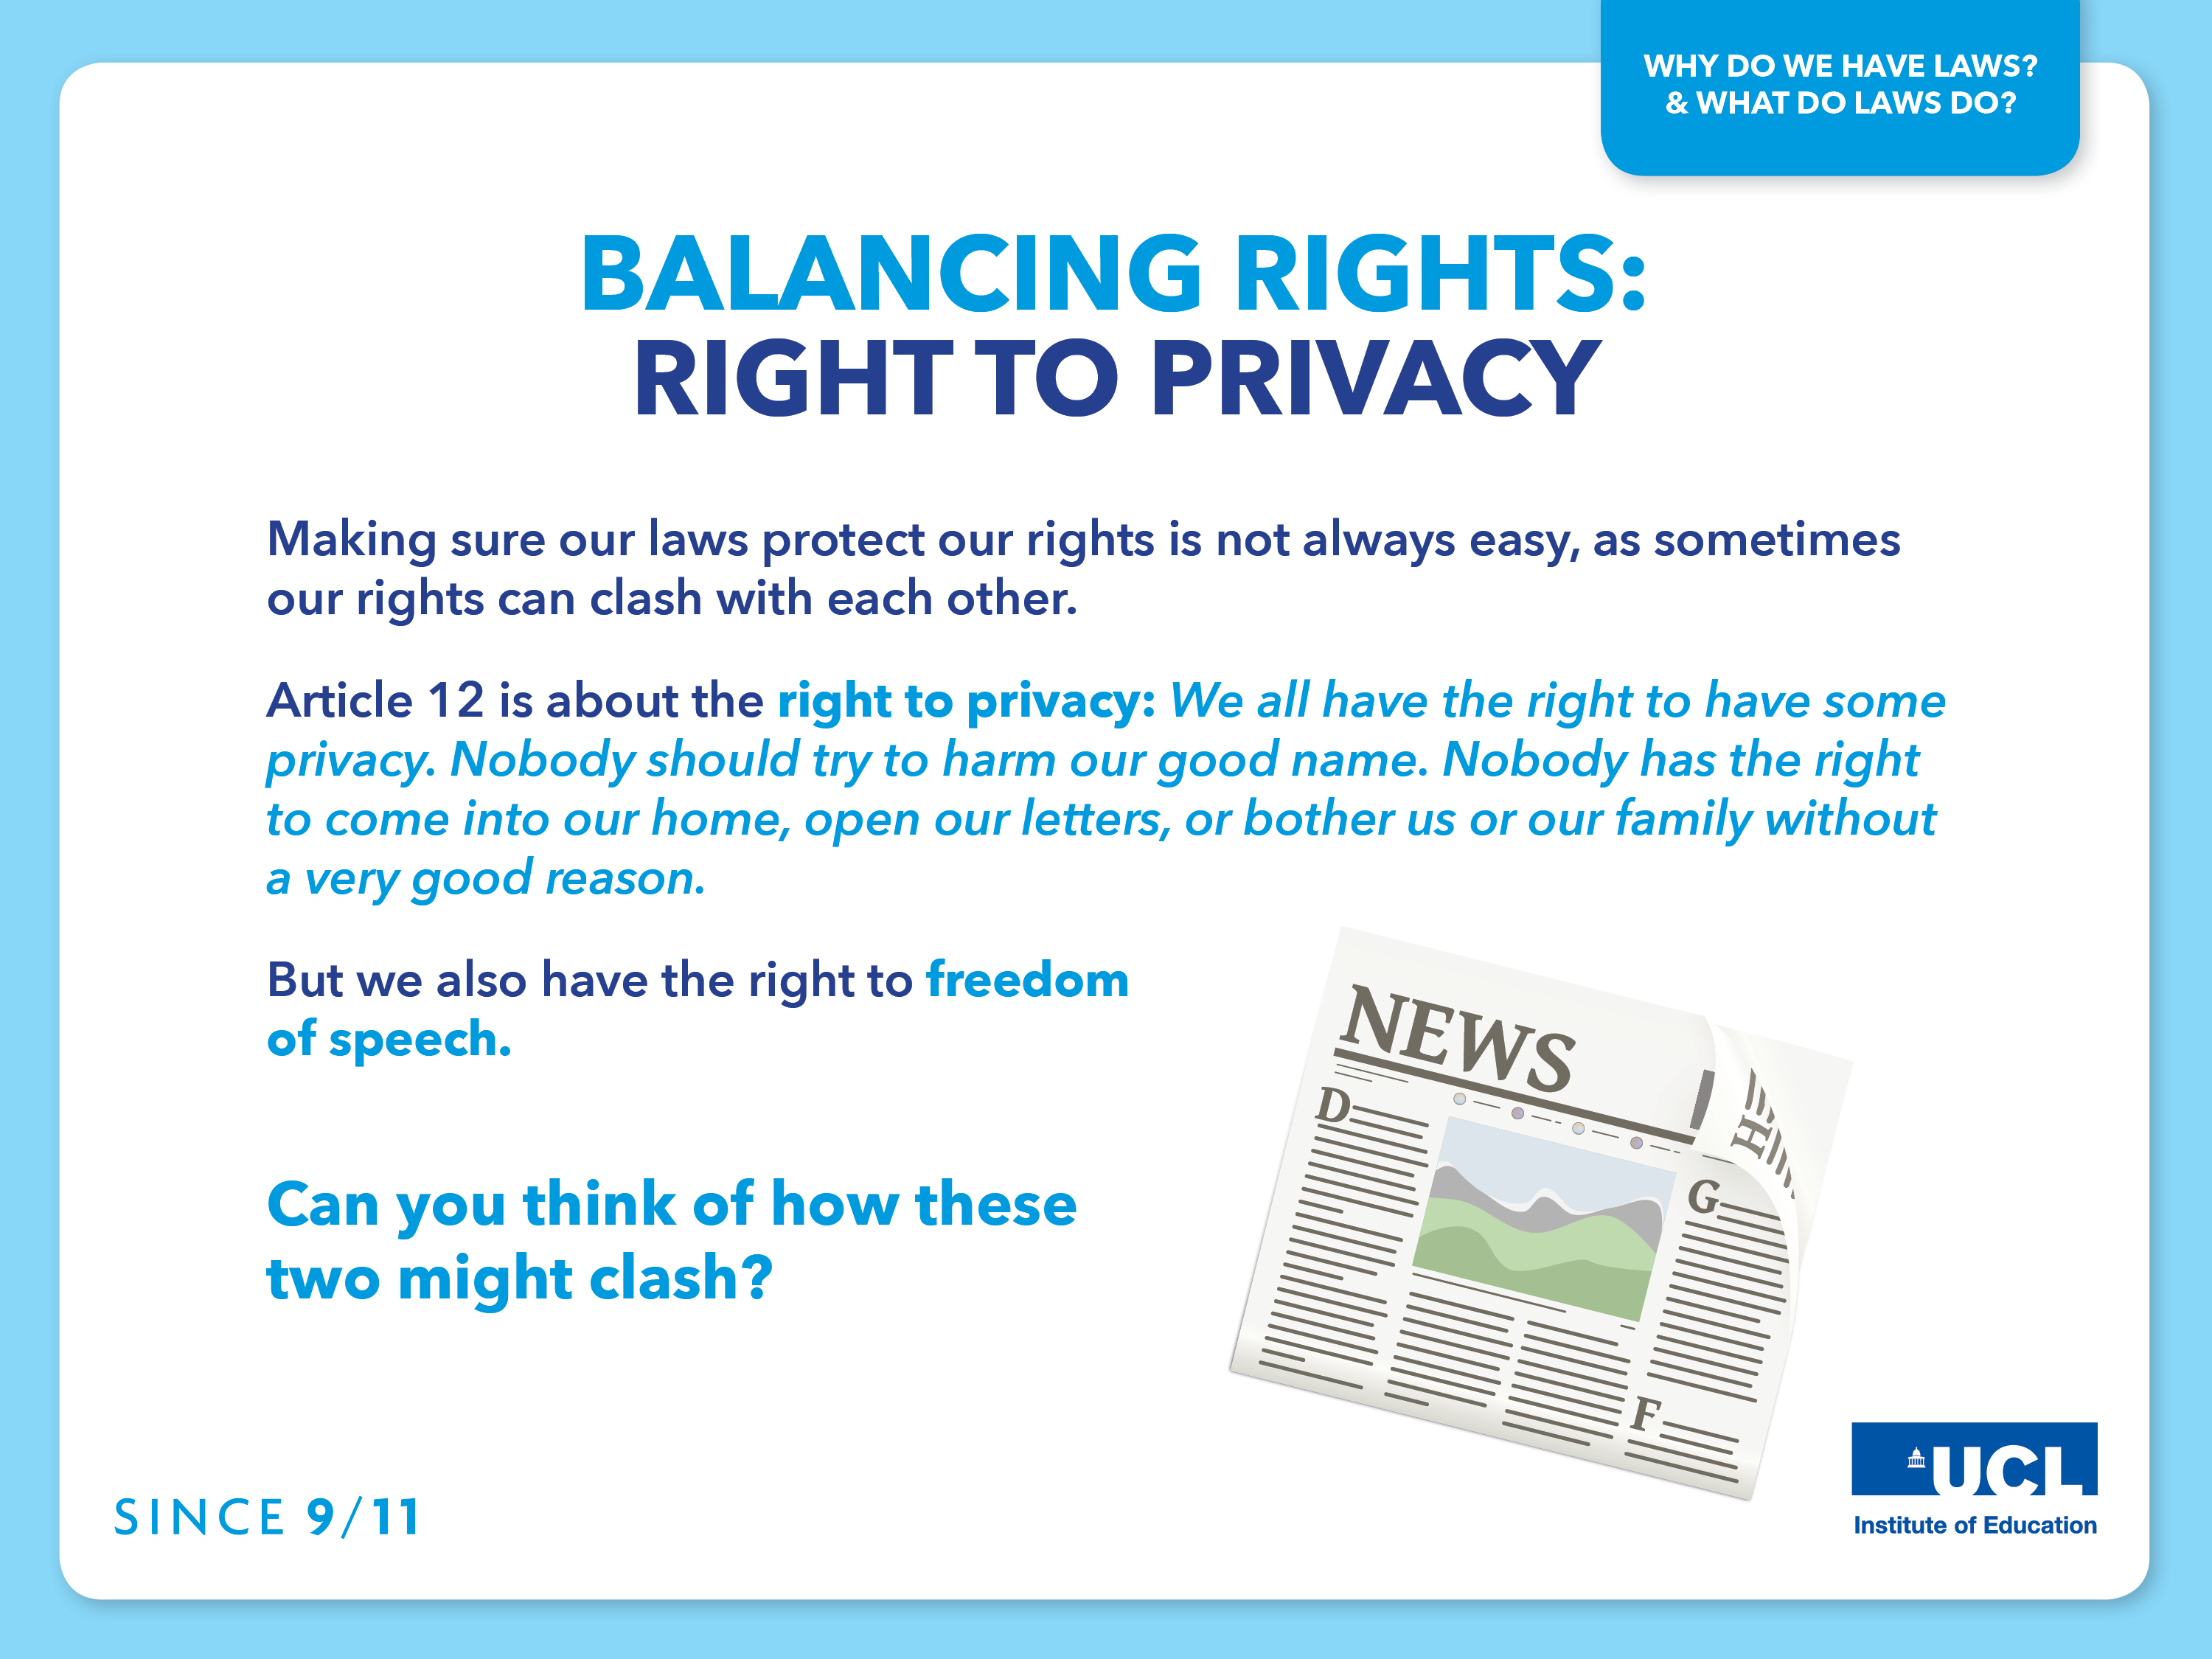 WHY DO WE HAVE LAWS?
& WHAT DO LAWS DO?
BALANCING RIGHTS:
RIGHT TO PRIVACY
Making sure our laws protect our rights is not always easy, as sometimes
our rights can clash with each other.
Article 12 is about the right to privacy: We all have the right to have some
privacy. Nobody should try to harm our good name. Nobody has the right
to come into our home, open our letters, or bother us or our family without
a very good reason.
But we also have the right to freedom
of speech.
Can you think of how these
two might clash?
NEWS
D
H
G
F
SINCE 9/11
UCL
Institute of Education